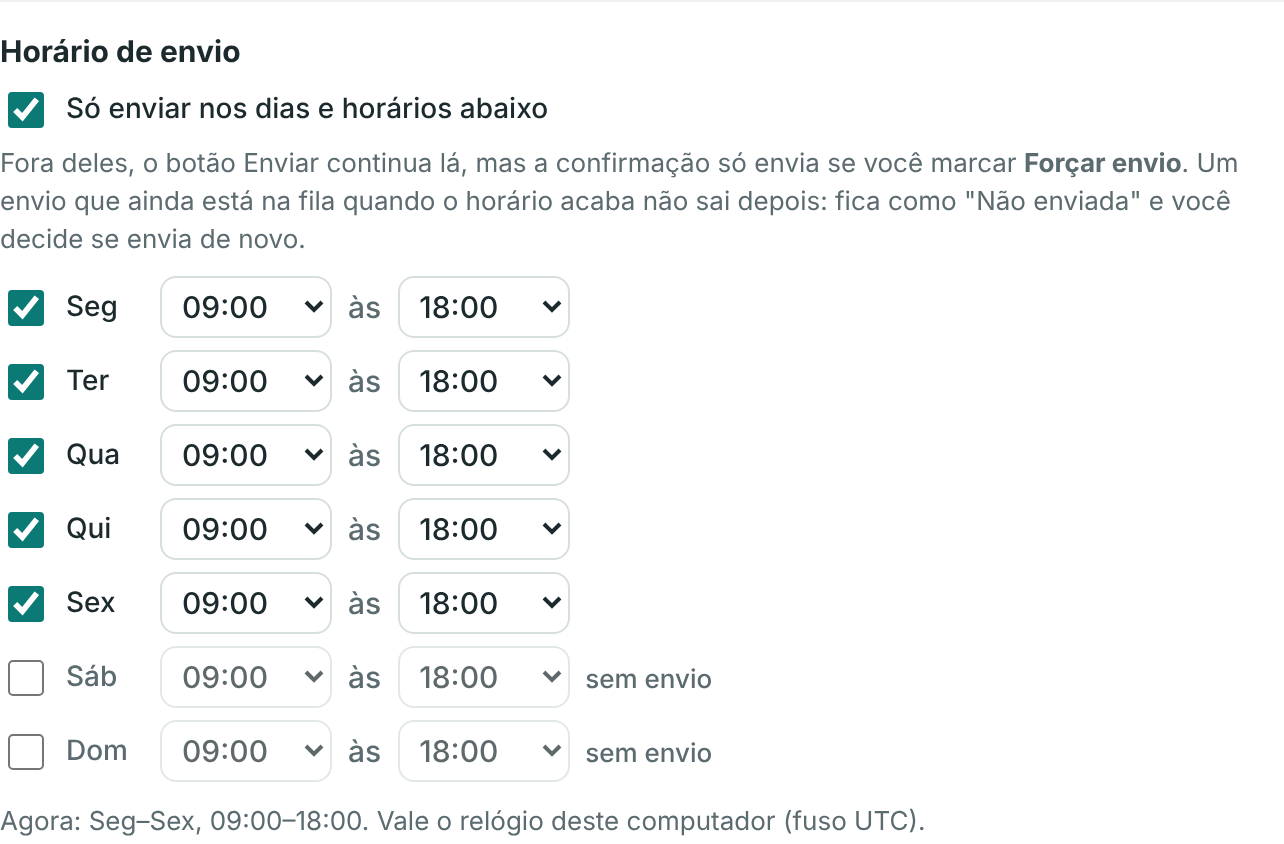 Horário de envio
Só enviar nos dias e horários abaixo
Fora deles, o botão Enviar continua lá, mas a confirmação só envia se você marcar Forçar envio. Um
envio que ainda está na fila quando o horário acaba não sai depois: fica como "Não enviada" e você
decide se envia de novo.
Seg 09:00 às 18:00
Ter 09:00 às 18:00
Qua 09:00 às 18:00
Qui 09:00 às 18:00
Sex 09:00 às 18:00
Sáb 09:00 às 18:00 sem envio
Dom 09:00 às 18:00 sem envio
Agora: Seg–Sex, 09:00–18:00. Vale o relógio deste computador (fuso UTC).